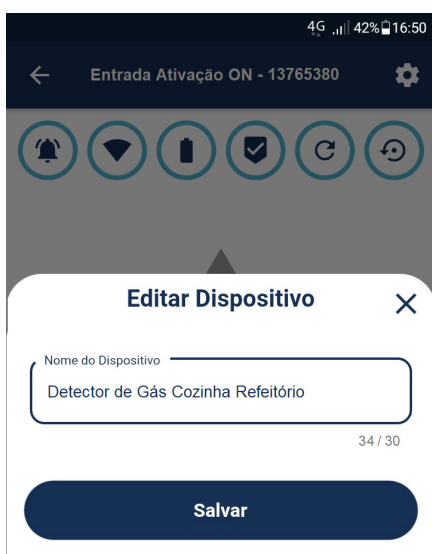 4G 42% 16:50
Entrada Ativação ON - 13765380
Editar Dispositivo
Nome do Dispositivo
Detector de Gás Cozinha Refeitório
34 / 30
Salvar